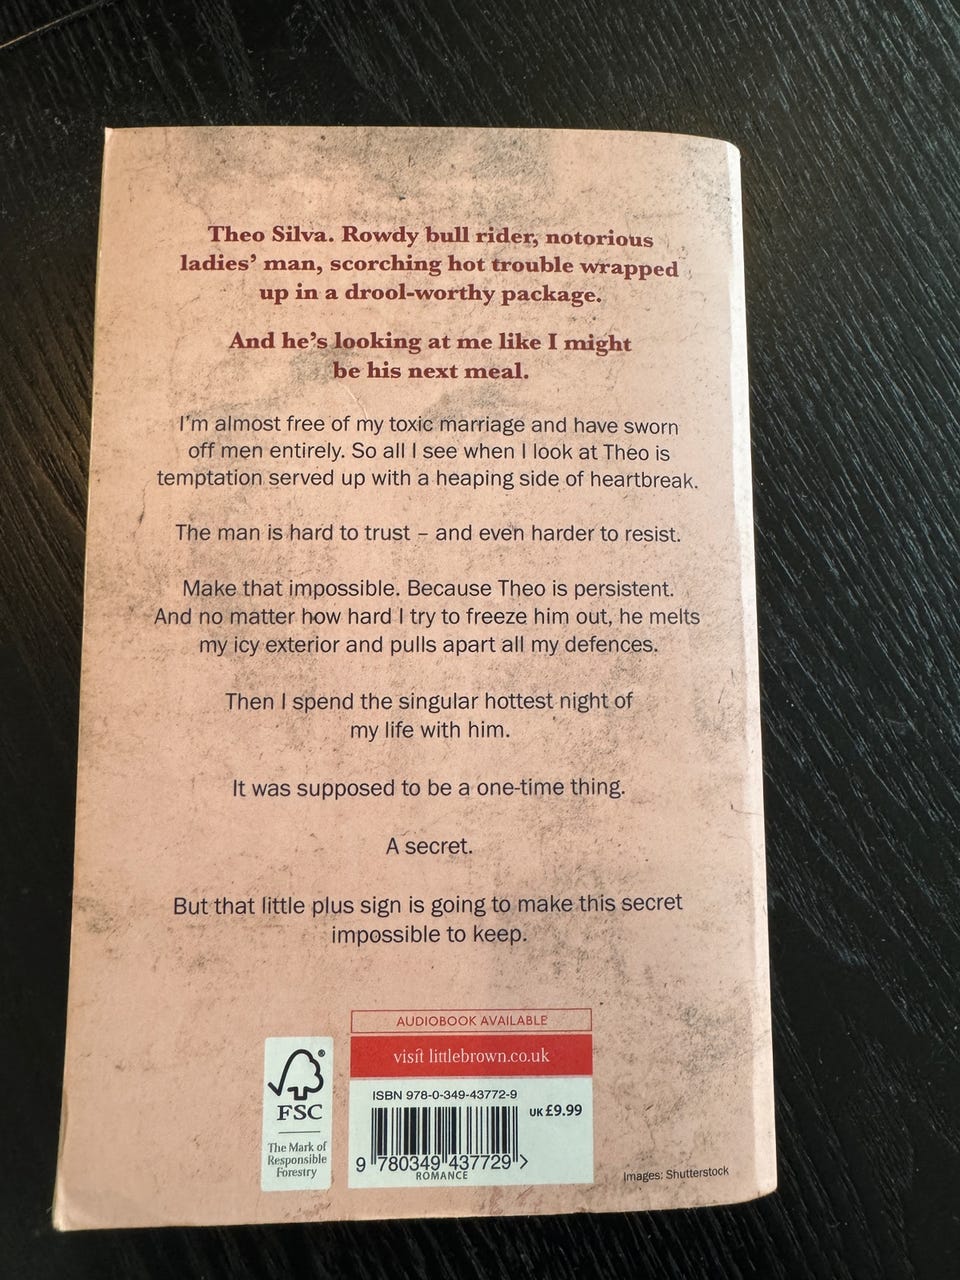 Theo Silva. Rowdy bull rider, notorious
ladies’ man, scorching hot trouble wrapped
up in a drool-worthy package.
And he’s looking at me like I might
be his next meal.
I’m almost free of my toxic marriage and have sworn
off men entirely. So all I see when I look at Theo is
temptation served up with a heaping side of heartbreak.
The man is hard to trust – and even harder to resist.
Make that impossible. Because Theo is persistent.
And no matter how hard I try to freeze him out, he melts
my icy exterior and pulls apart all my defences.
Then I spend the singular hottest night of
my life with him.
It was supposed to be a one-time thing.
A secret.
But that little plus sign is going to make this secret
impossible to keep.
AUDIOBOOK AVAILABLE
visit littlebrown.co.uk
ISBN 978-0-349-43772-9
UK £9.99
9 780349 437729 >
ROMANCE
®
FSC
The Mark of
Responsible
Forestry
Images: Shutterstock